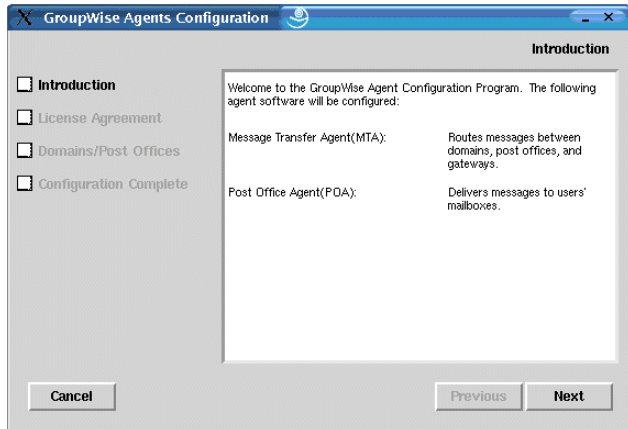 GroupWise Agents Configuration
Introduction
Introduction
License Agreement
Domains/Post Offices
Configuration Complete
Welcome to the GroupWise Agent Configuration Program. The following
agent software will be configured:
Message Transfer Agent(MTA):
Routes messages between
domains, post offices, and
gateways.
Post Office Agent(POA):
Delivers messages to users'
mailboxes.
Cancel
Previous
Next